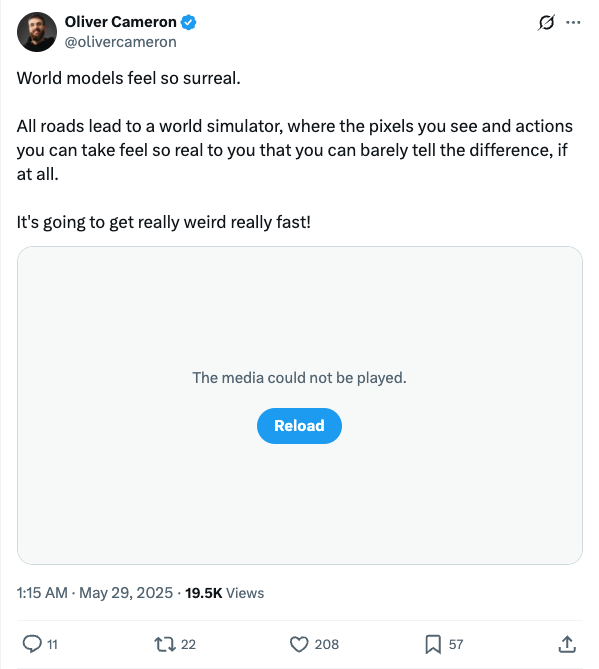 Oliver Cameron
@olivercameron
World models feel so surreal.
All roads lead to a world simulator, where the pixels you see and actions
you can take feel so real to you that you can barely tell the difference, if
at all.
It's going to get really weird really fast!
The media could not be played.
Reload
1:15 AM · May 29, 2025 · 19.5K Views
11 22 208 57